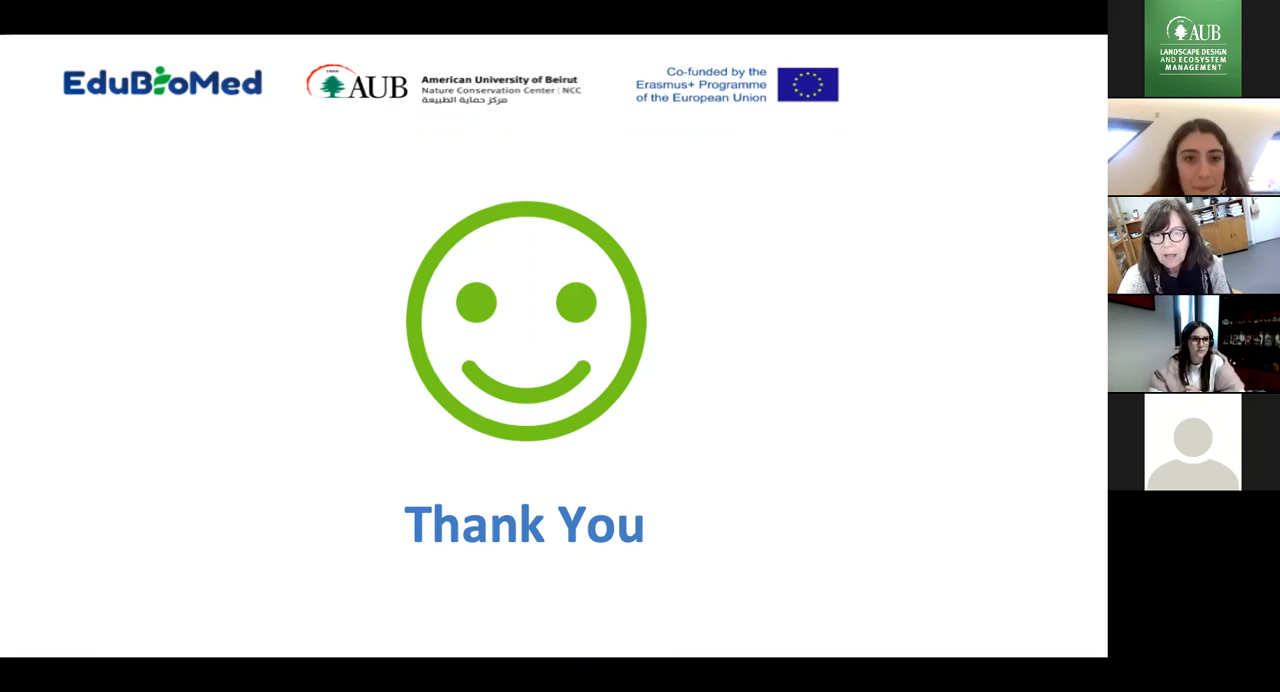 EduBioMed
AUB
American University of Beirut
Nature Conservation Center | NCC
مركز حماية الطبيعة
Co-funded by the
Erasmus+ Programme
of the European Union
Thank You
AUB
LANDSCAPE DESIGN
AND ECOSYSTEM
MANAGEMENT